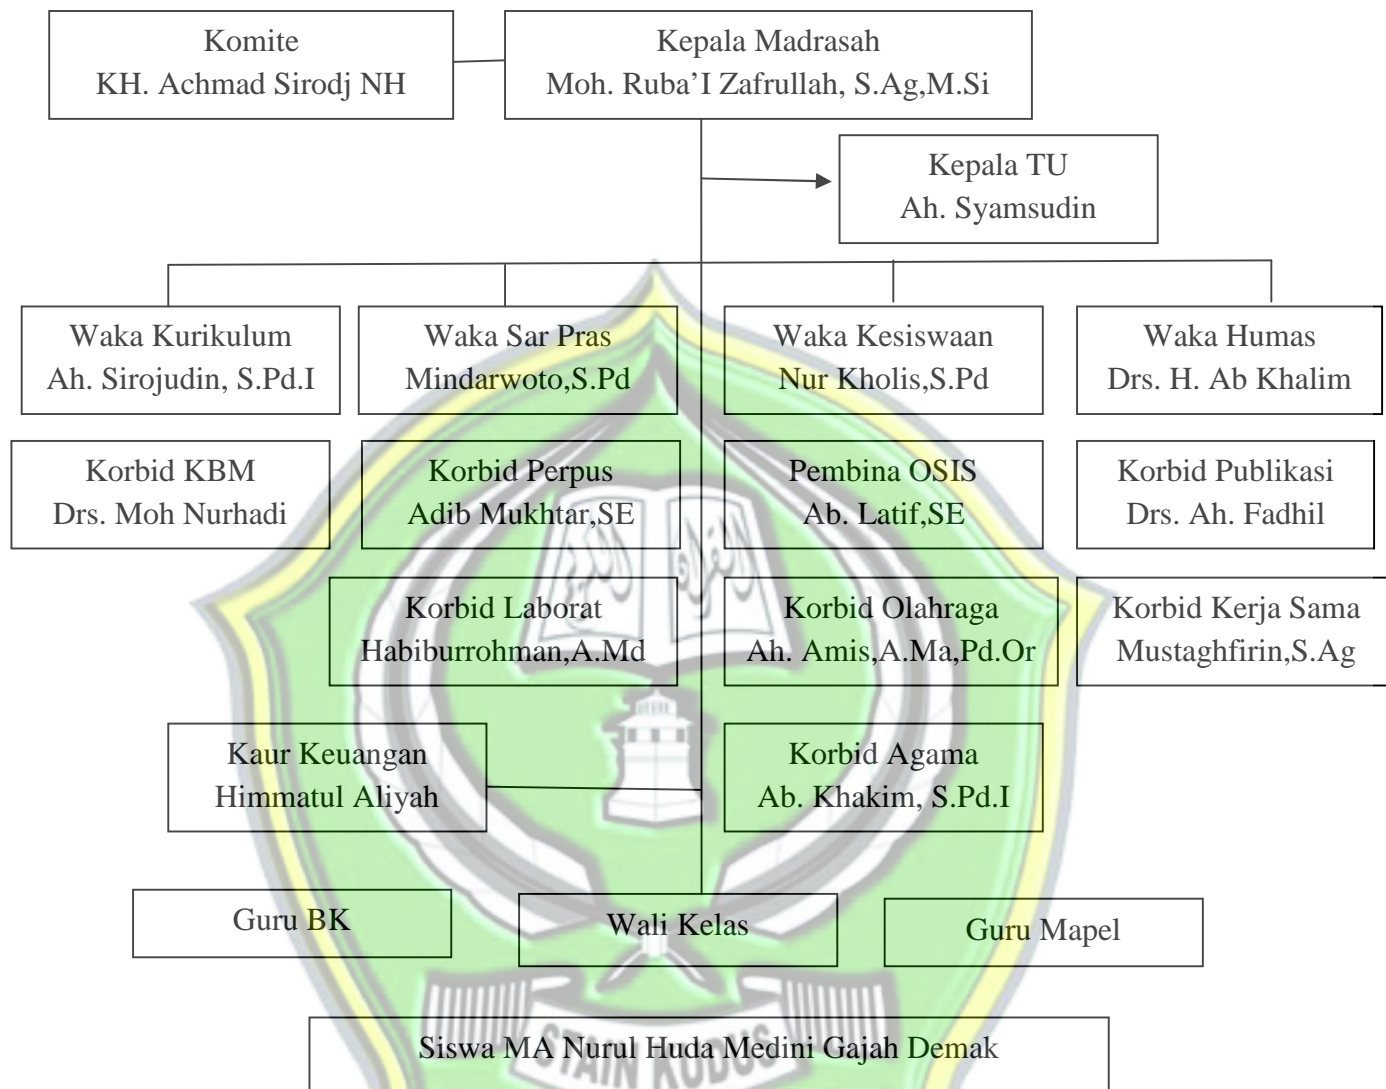 Komite
KH. Achmad Sirodj NH
Kepala Madrasah
Moh. Ruba’I Zafrullah, S.Ag,M.Si
Kepala TU
Ah. Syamsudin
Waka Kurikulum
Ah. Sirojudin, S.Pd.I
Waka Sar Pras
Mindarwoto,S.Pd
Waka Kesiswaan
Nur Kholis,S.Pd
Waka Humas
Drs. H. Ab Khalim
Korbid KBM
Drs. Moh Nurhadi
Korbid Perpus
Adib Mukhtar,SE
Pembina OSIS
Ab. Latif,SE
Korbid Publikasi
Drs. Ah. Fadhil
Korbid Laborat
Habiburrohman,A.Md
Korbid Olahraga
Ah. Amis,A.Ma,Pd.Or
Korbid Kerja Sama
Mustaghfirin,S.Ag
Kaur Keuangan
Himmatul Aliyah
Korbid Agama
Ab. Khakim, S.Pd.I
Guru BK
Wali Kelas
Guru Mapel
Siswa MA Nurul Huda Medini Gajah Demak
STAIN KUDUS